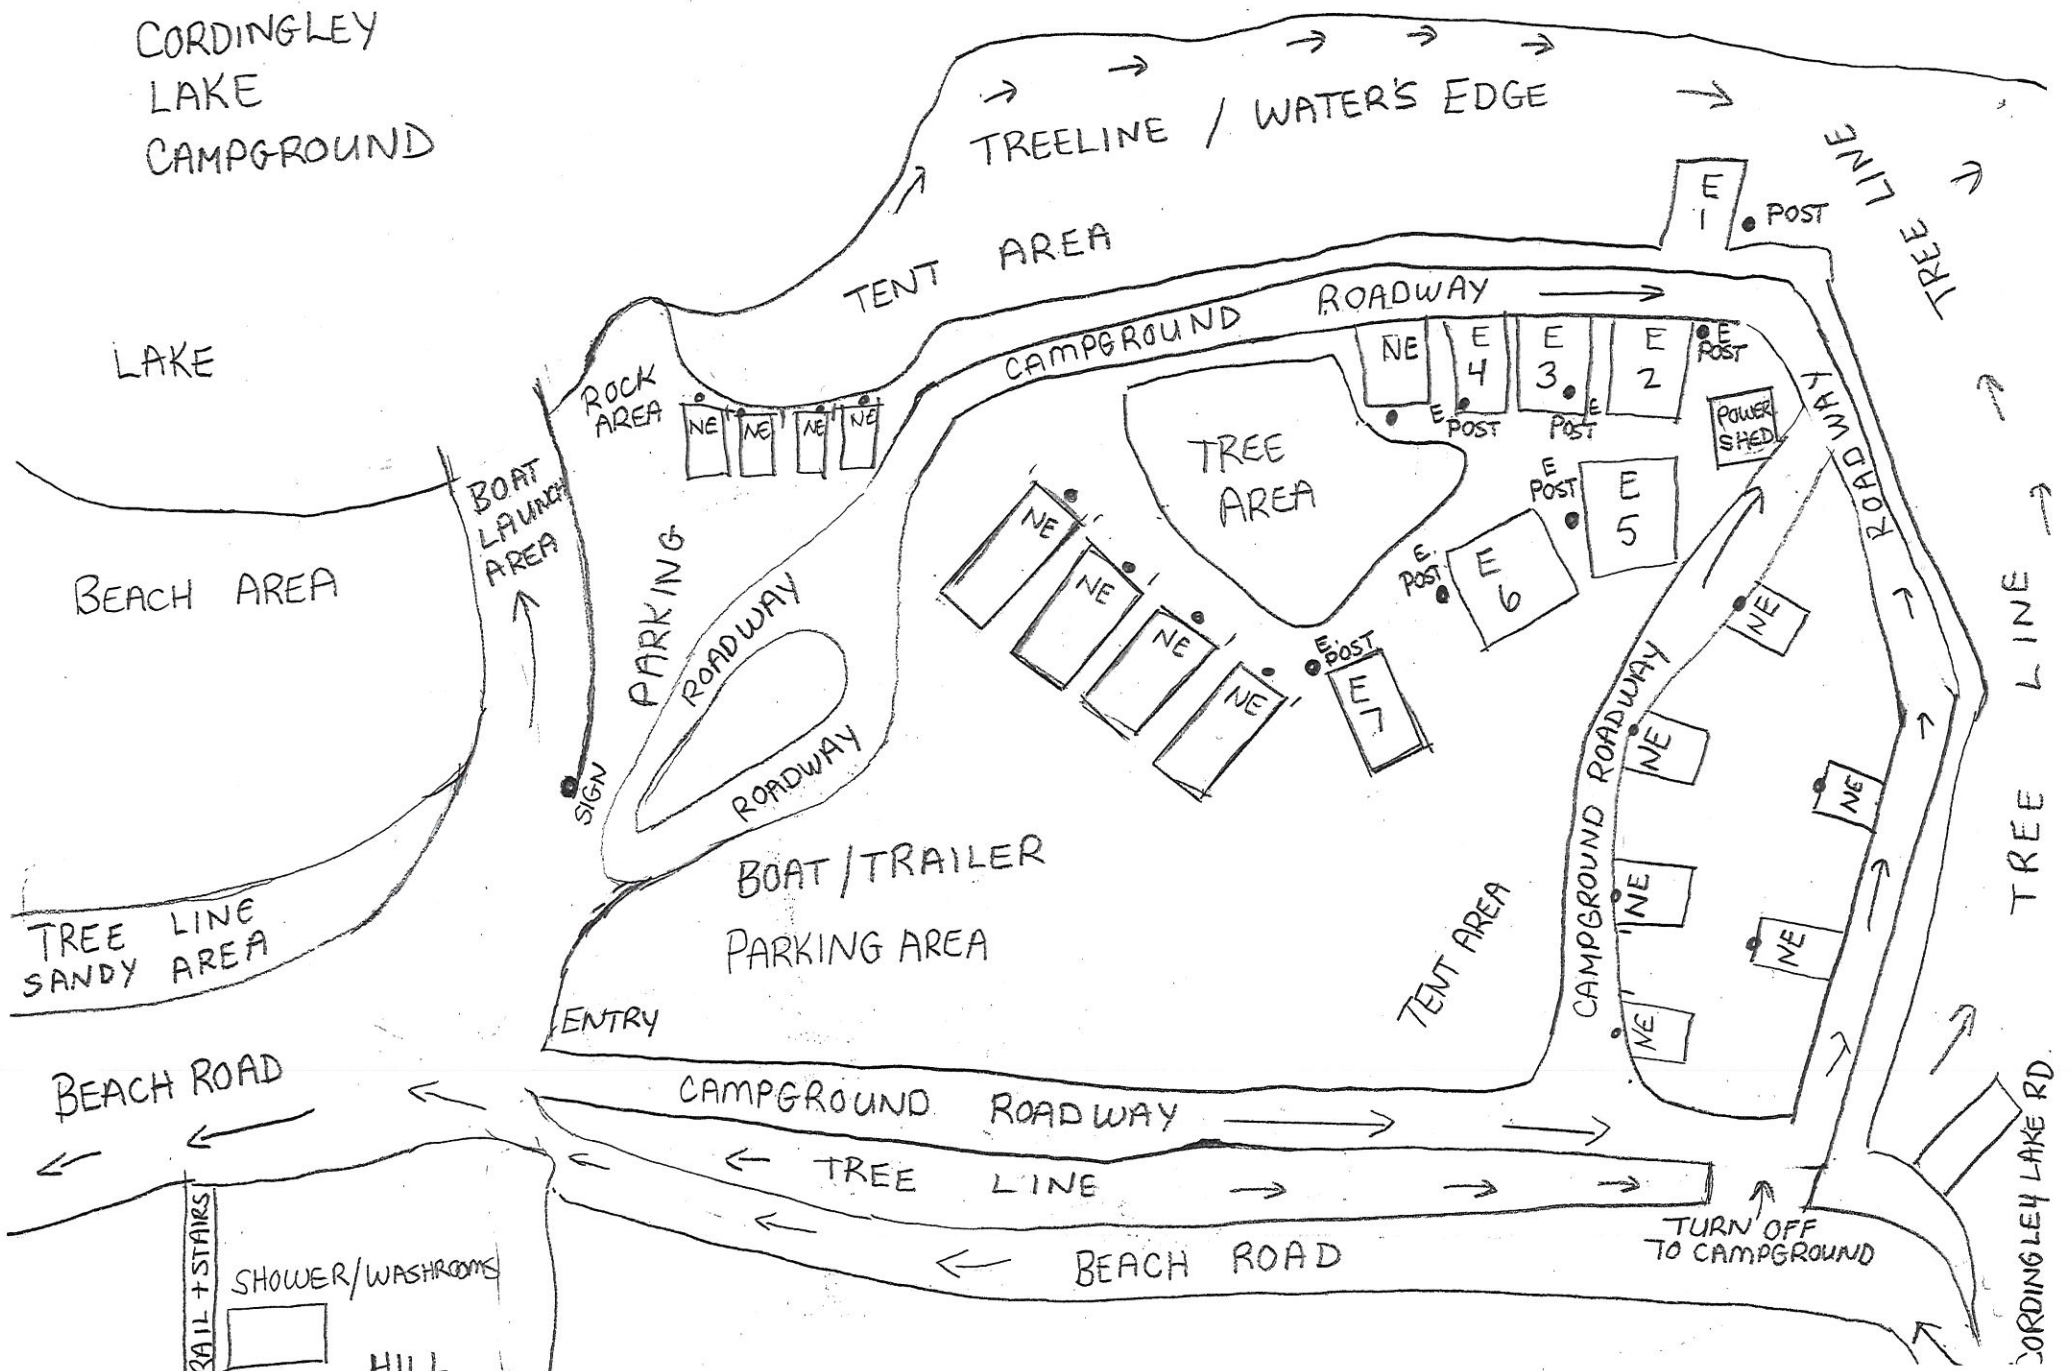 CORDINGLEY
LAKE
CAMPGROUND
TREELINE / WATER'S EDGE
TREE LINE
TENT AREA
E
1
POST
LAKE
ROCK
AREA
NE
NE
NE
NE
CAMPGROUND ROADWAY
NE
E
4
E
3
E
2
E
POST
E
POST
E
POST
POWER
SHED
ROADWAY
TREE
AREA
BOAT
LAUNCH
AREA
BEACH AREA
PARKING
ROADWAY
ROADWAY
SIGN
NE
NE
NE
NE
E
POST
E
5
E
POST
E
6
E
POST
E
7
NE
NE
NE
NE
NE
NE
CAMPGROUND ROADWAY
ROADWAY
TREE LINE
BOAT/TRAILER
PARKING AREA
TENT AREA
TREE LINE
SANDY AREA
ENTRY
BEACH ROAD
CAMPGROUND ROADWAY
TREE LINE
BEACH ROAD
TURN OFF
TO CAMPGROUND
CORDINGLEY LAKE RD.
RAIL + STAIRS
SHOWER/WASHROOMS
HILL